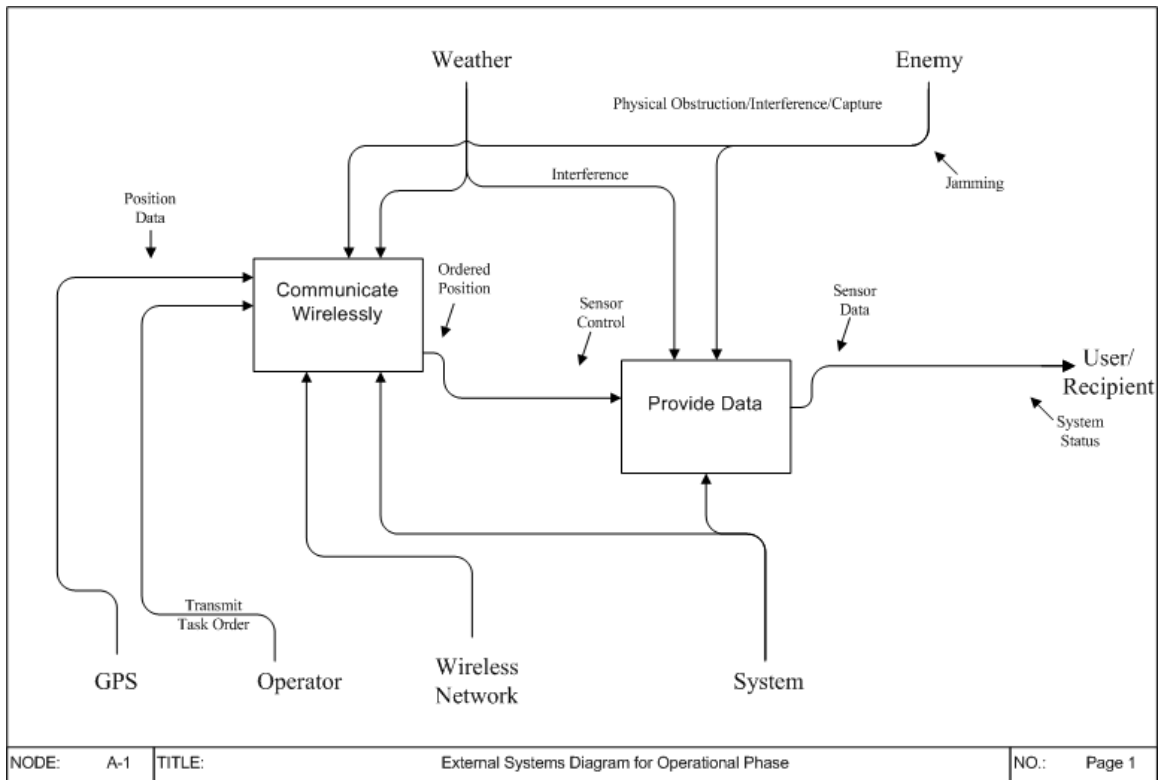 Weather
Enemy
Physical Obstruction/Interference/Capture
Interference
Jamming
Position
Data
Communicate
Wirelessly
Ordered
Position
Sensor
Control
Sensor
Data
Provide Data
User/
Recipient
System
Status
Transmit
Task Order
GPS
Operator
Wireless
Network
System
NODE: A-1 TITLE: External Systems Diagram for Operational Phase NO.: Page 1